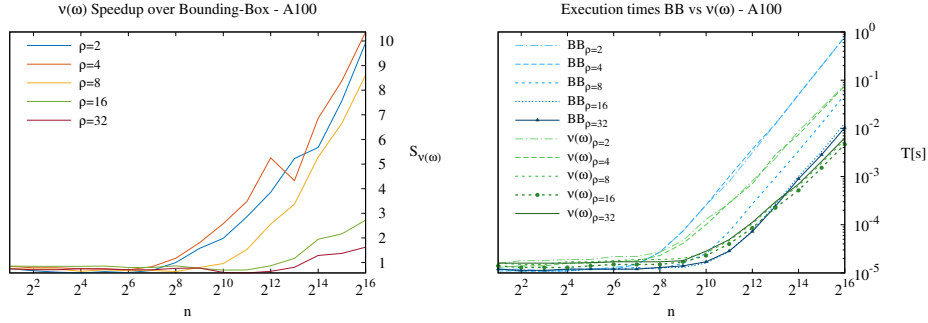 ν(ω) Speedup over Bounding-Box - A100
ρ=2
ρ=4
ρ=8
ρ=16
ρ=32
10
9
8
7
6
5
4
3
2
1
S_ν(ω)
2^2 2^4 2^6 2^8 2^10 2^12 2^14 2^16
n
Execution times BB vs ν(ω) - A100
BB_ρ=2
BB_ρ=4
BB_ρ=8
BB_ρ=16
BB_ρ=32
ν(ω)_ρ=2
ν(ω)_ρ=4
ν(ω)_ρ=8
ν(ω)_ρ=16
ν(ω)_ρ=32
10^0
10^-1
10^-2
10^-3
10^-4
10^-5
T[s]
2^2 2^4 2^6 2^8 2^10 2^12 2^14 2^16
n